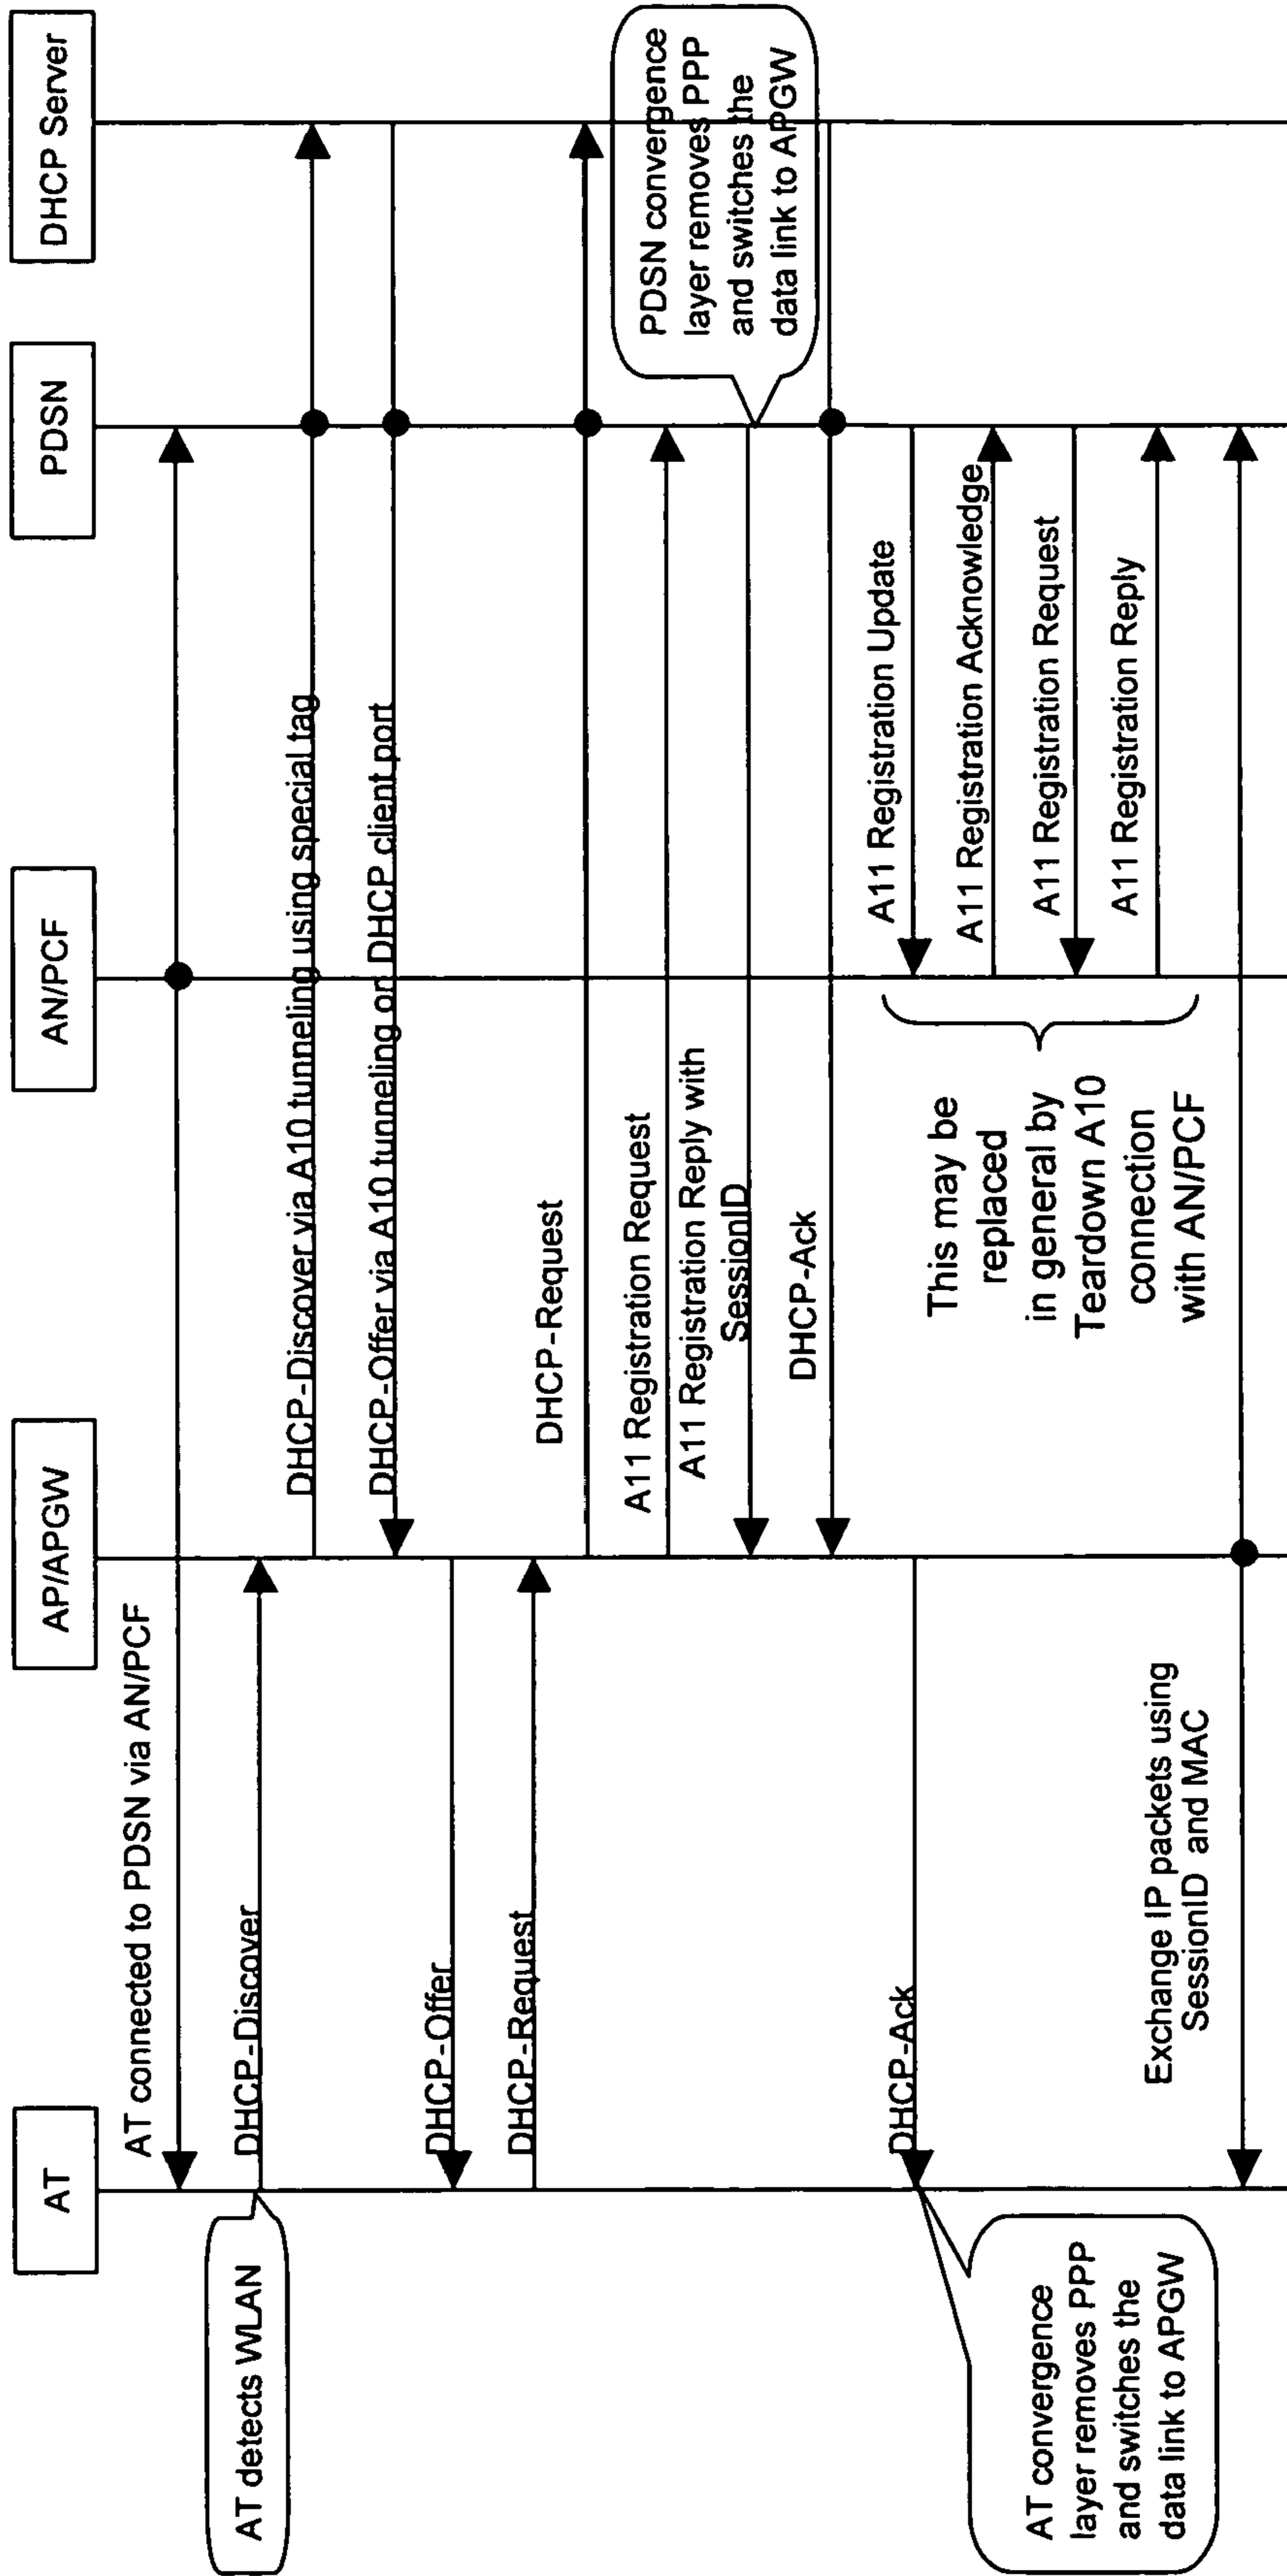 AT
AP/APGW
AN/PCF
PDSN
DHCP Server
AT connected to PDSN via AN/PCF
AT detects WLAN
DHCP-Discover
DHCP-Discover via A10 tunneling using special tag
DHCP-Offer via A10 tunneling on DHCP client port
DHCP-Offer
DHCP-Request
DHCP-Request
A11 Registration Request
A11 Registration Reply with
SessionID
PDSN convergence
layer removes PPP
and switches the
data link to APGW
DHCP-Ack
DHCP-Ack
AT convergence
layer removes PPP
and switches the
data link to APGW
A11 Registration Update
A11 Registration Acknowledge
A11 Registration Request
A11 Registration Reply
This may be
replaced
in general by
Teardown A10
connection
with AN/PCF
Exchange IP packets using
SessionID and MAC